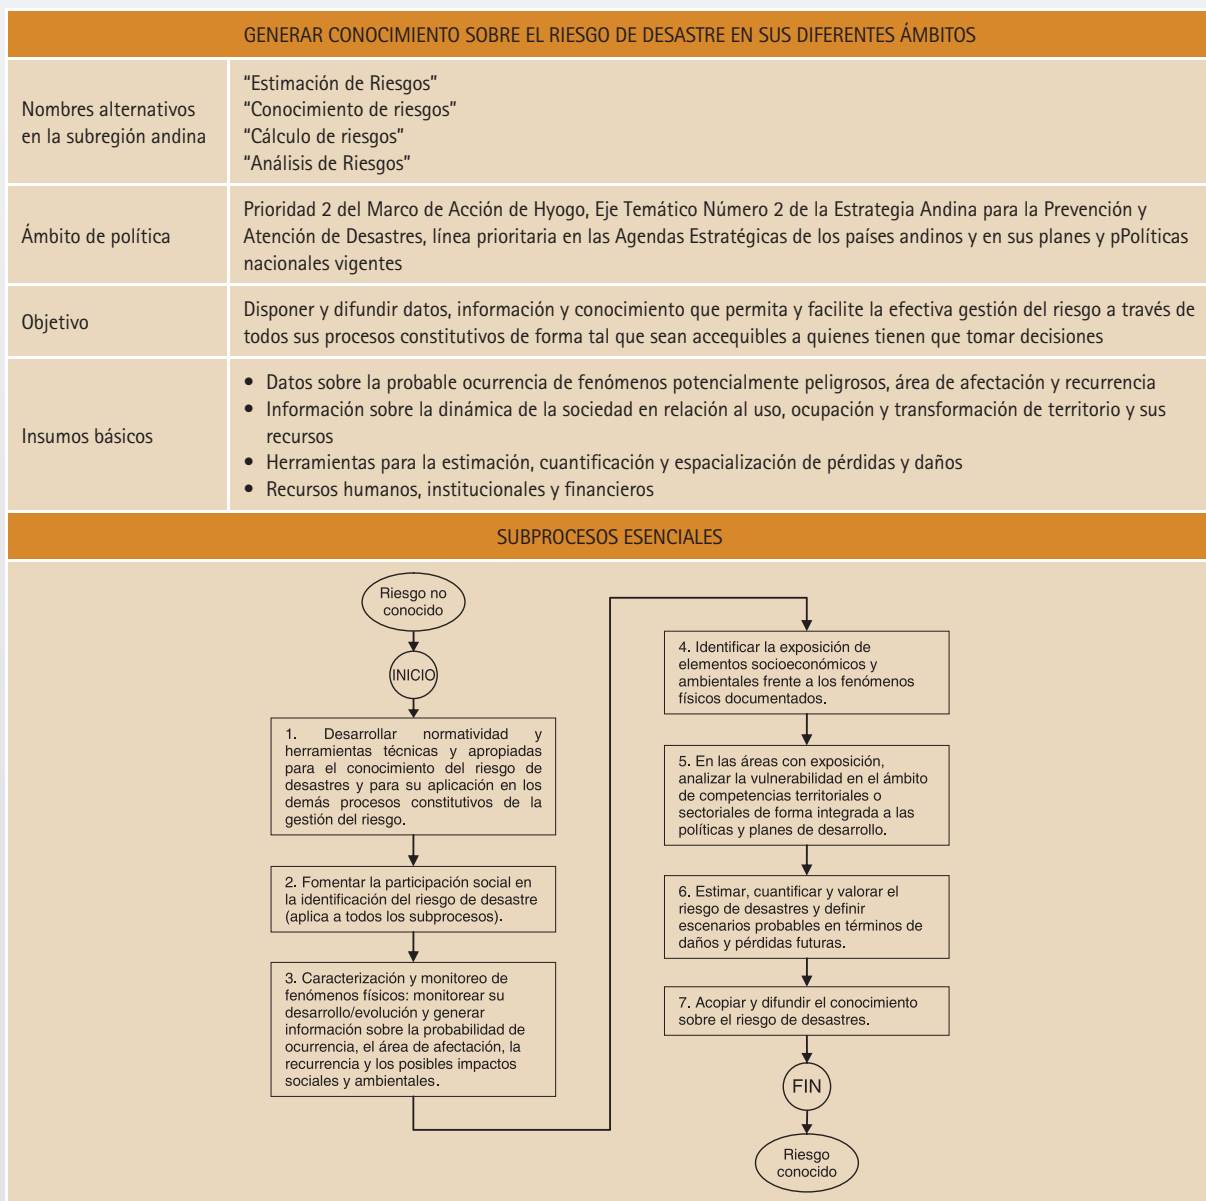 GENERAR CONOCIMIENTO SOBRE EL RIESGO DE DESASTRE EN SUS DIFERENTES ÁMBITOS
Nombres alternativos
en la subregión andina
“Estimación de Riesgos”
“Conocimiento de riesgos”
“Cálculo de riesgos”
“Análisis de Riesgos”
Ámbito de política
Prioridad 2 del Marco de Acción de Hyogo, Eje Temático Número 2 de la Estrategia Andina para la Prevención y
Atención de Desastres, línea prioritaria en las Agendas Estratégicas de los países andinos y en sus planes y pPolíticas
nacionales vigentes
Objetivo
Disponer y difundir datos, información y conocimiento que permita y facilite la efectiva gestión del riesgo a través de
todos sus procesos constitutivos de forma tal que sean accequibles a quienes tienen que tomar decisiones
Insumos básicos
• Datos sobre la probable ocurrencia de fenómenos potencialmente peligrosos, área de afectación y recurrencia
• Información sobre la dinámica de la sociedad en relación al uso, ocupación y transformación de territorio y sus
recursos
• Herramientas para la estimación, cuantificación y espacialización de pérdidas y daños
• Recursos humanos, institucionales y financieros
SUBPROCESOS ESENCIALES
Riesgo no
conocido
INICIO
1. Desarrollar normatividad y
herramientas técnicas y apropiadas
para el conocimiento del riesgo de
desastres y para su aplicación en los
demás procesos constitutivos de la
gestión del riesgo.
2. Fomentar la participación social en
la identificación del riesgo de desastre
(aplica a todos los subprocesos).
3. Caracterización y monitoreo de
fenómenos físicos: monitorear su
desarrollo/evolución y generar
información sobre la probabilidad de
ocurrencia, el área de afectación, la
recurrencia y los posibles impactos
sociales y ambientales.
4. Identificar la exposición de
elementos socioeconómicos y
ambientales frente a los fenómenos
físicos documentados.
5. En las áreas con exposición,
analizar la vulnerabilidad en el ámbito
de competencias territoriales o
sectoriales de forma integrada a las
políticas y planes de desarrollo.
6. Estimar, cuantificar y valorar el
riesgo de desastres y definir
escenarios probables en términos de
daños y pérdidas futuras.
7. Acopiar y difundir el conocimiento
sobre el riesgo de desastres.
FIN
Riesgo
conocido